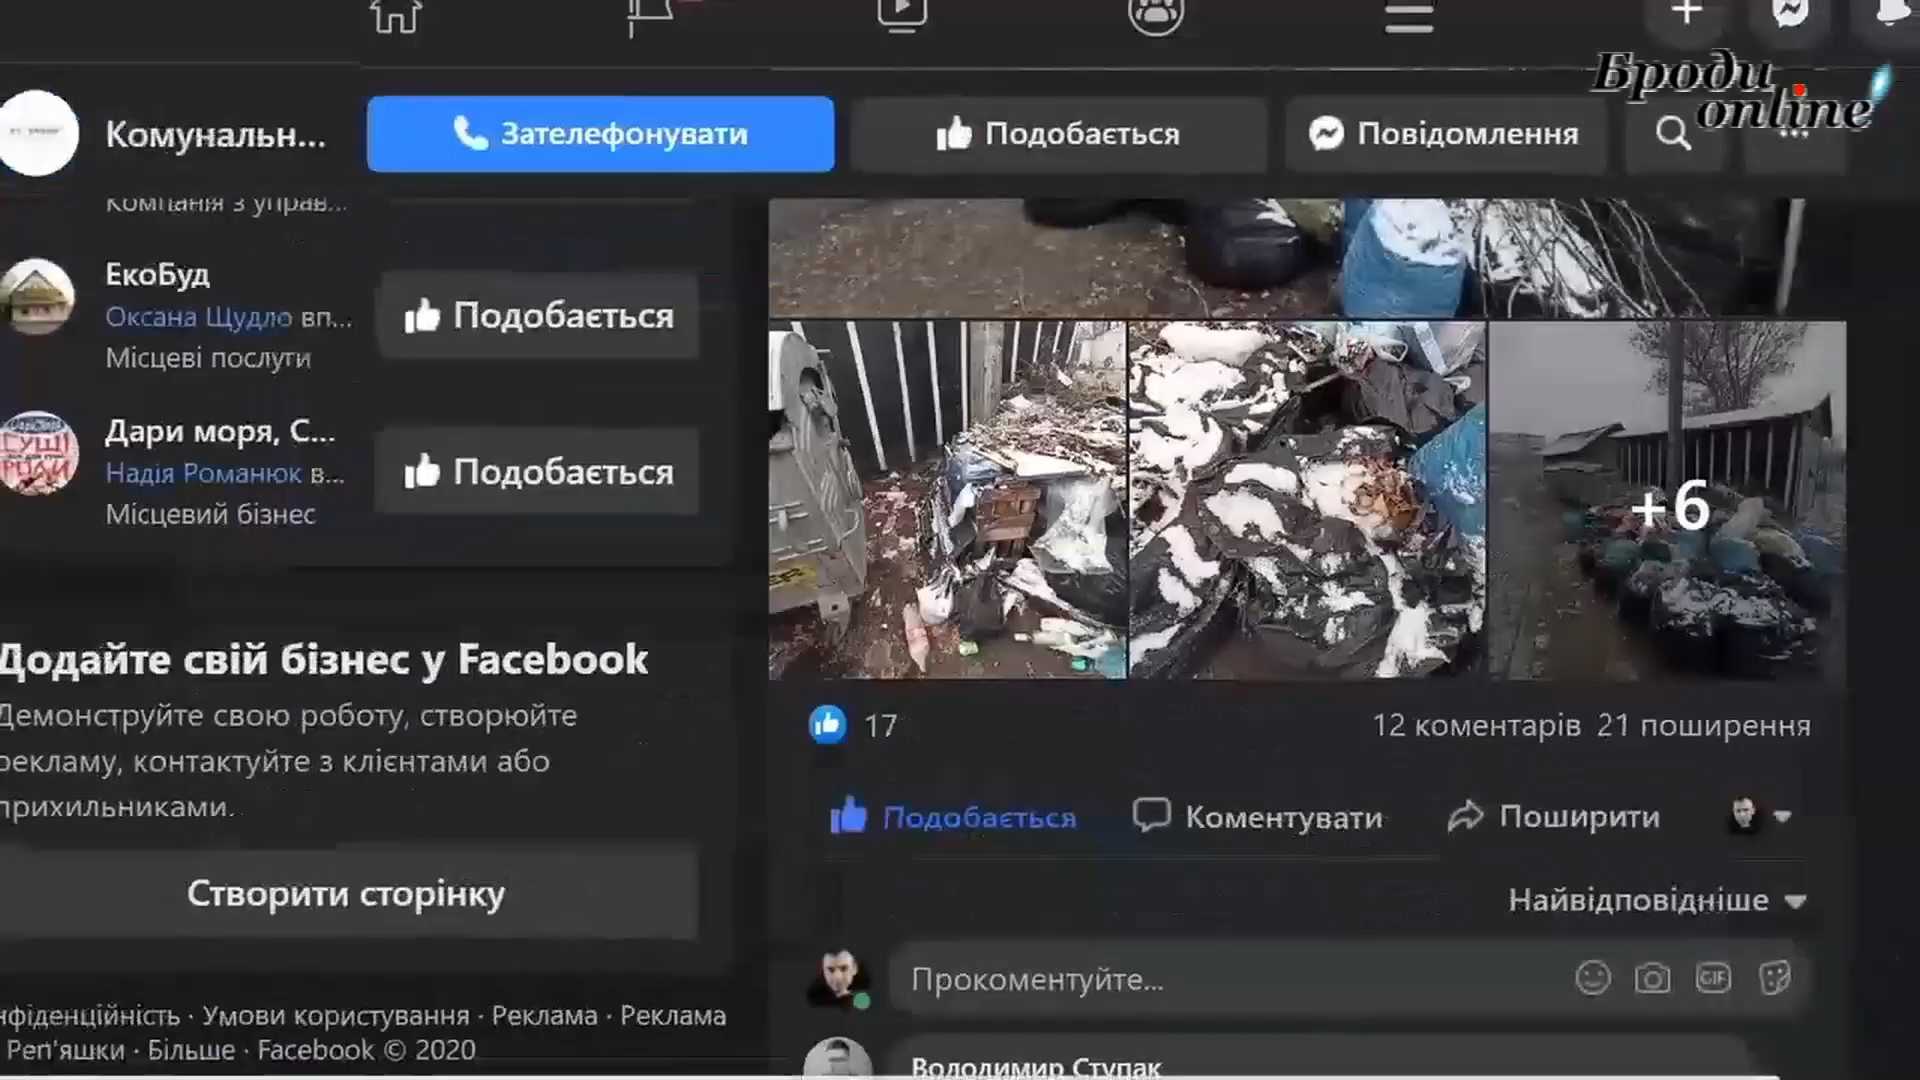 Броди
online
Комунальн...
Зателефонувати
Подобається
Повідомлення
Компанія з управ...
ЕкоБуд
Оксана Щудло вп...
Місцеві послуги
Подобається
Дари моря, С...
Надія Романюк в...
Місцевий бізнес
Подобається
+6
Додайте свій бізнес у Facebook
Демонструйте свою роботу, створюйте
рекламу, контактуйте з клієнтами або
прихильниками.
Створити сторінку
нфіденційність · Умови користування · Реклама · Реклама
Реп'яшки · Більше · Facebook © 2020
17
12 коментарів 21 поширення
Подобається
Коментувати
Поширити
Найвідповідніше
Прокоментуйте...
GIF
Володимир Ступак